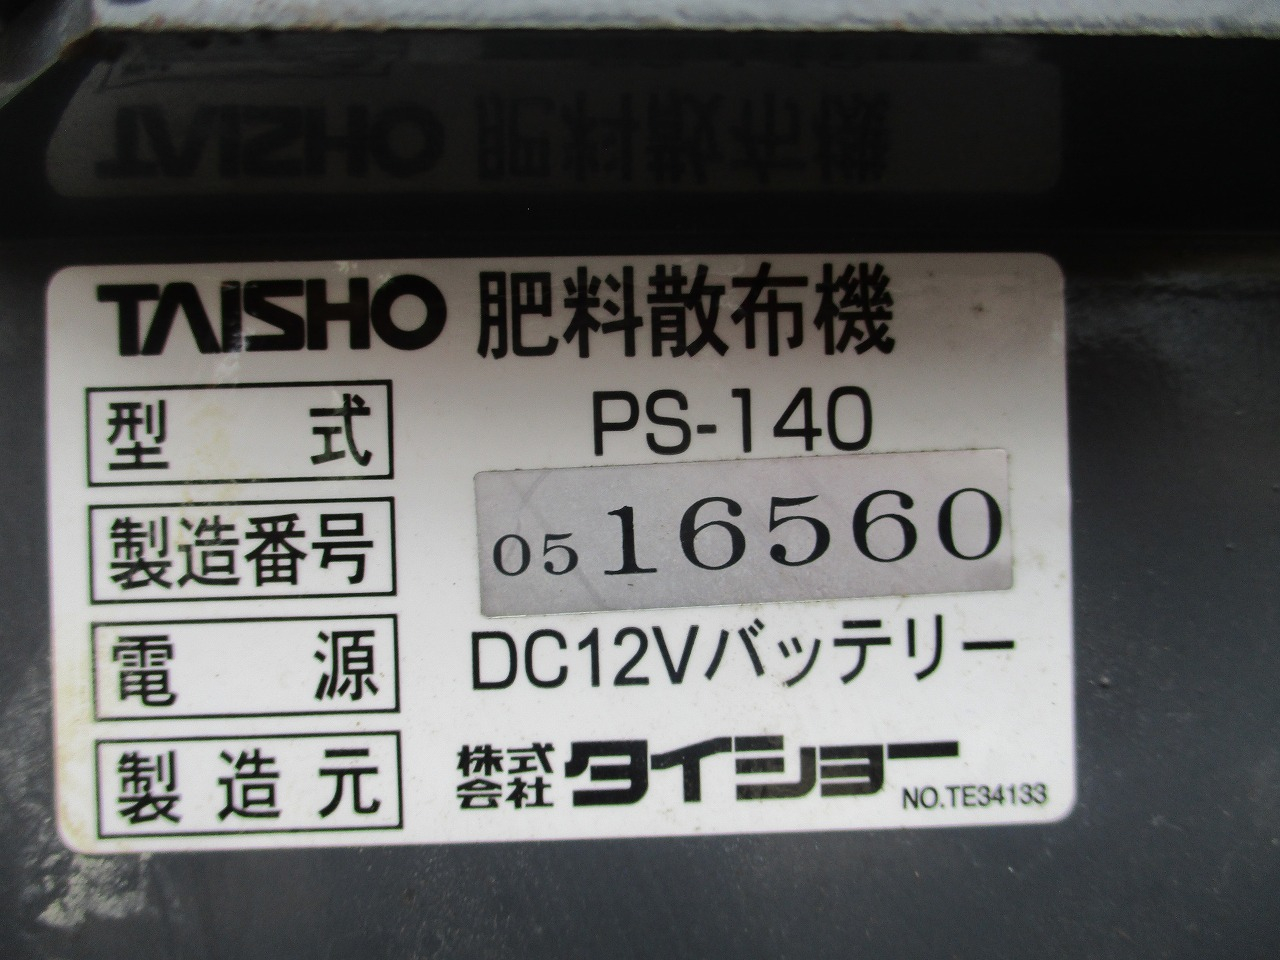 TAISHO 肥料散布機
型式 PS-140
製造番号 0516560
電源 DC12Vバッテリー
製造元 株式会社 タイショー
NO.TE34133